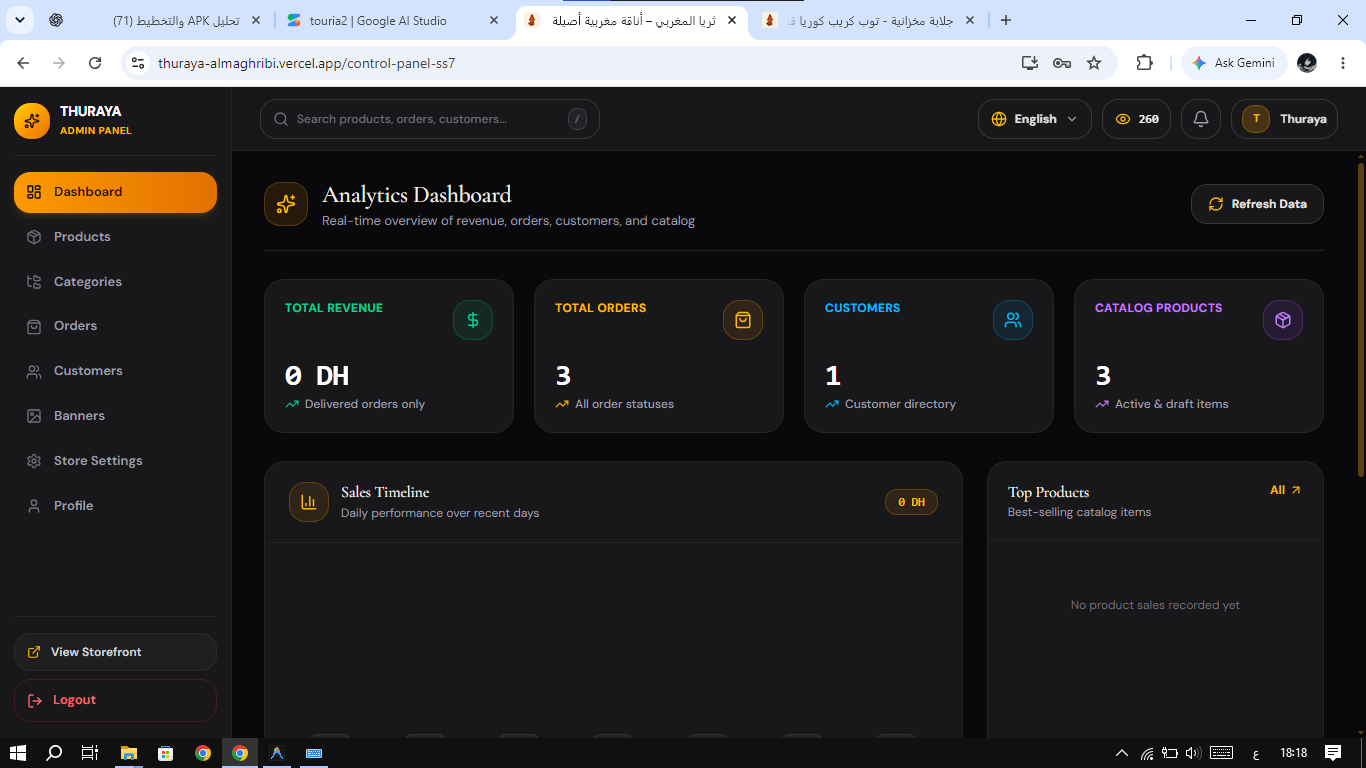 تحليل APK والتخطيط (71)
touria2 | Google AI Studio
ثريا المغربي – أناقة مغربية أصيلة
جلابة مخزانية - توب كريب كوريا
thuraya-almaghribi.vercel.app/control-panel-ss7
Ask Gemini
THURAYA
ADMIN PANEL
Search products, orders, customers...
/
English
260
T
Thuraya
Dashboard
Products
Categories
Orders
Customers
Banners
Store Settings
Profile
View Storefront
Logout
Analytics Dashboard
Real-time overview of revenue, orders, customers, and catalog
Refresh Data
TOTAL REVENUE
0 DH
Delivered orders only
TOTAL ORDERS
3
All order statuses
CUSTOMERS
1
Customer directory
CATALOG PRODUCTS
3
Active & draft items
Sales Timeline
Daily performance over recent days
0 DH
Top Products
Best-selling catalog items
All
No product sales recorded yet
ع
18:18